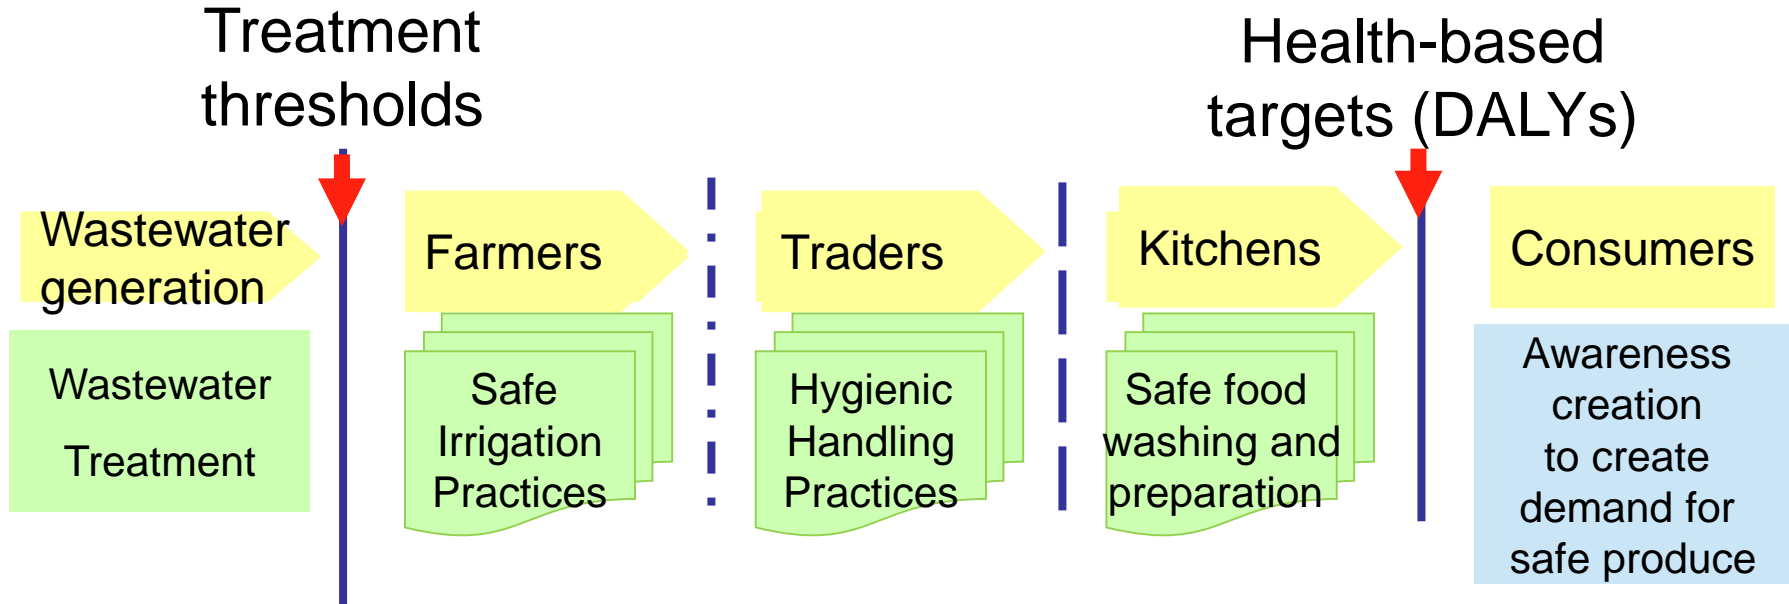 Treatment
thresholds
Health-based
targets (DALYs)
Wastewater
generation
Farmers
Traders
Kitchens
Consumers
Wastewater
Treatment
Safe
Irrigation
Practices
Hygienic
Handling
Practices
Safe food
washing and
preparation
Awareness
creation
to create
demand for
safe produce